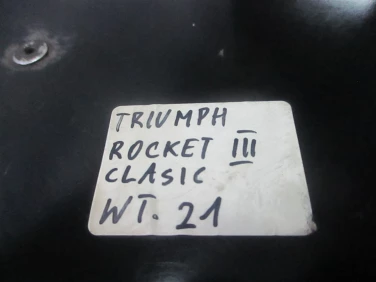 TRIUMPH
ROCKET III
CLASIC
WT. 21